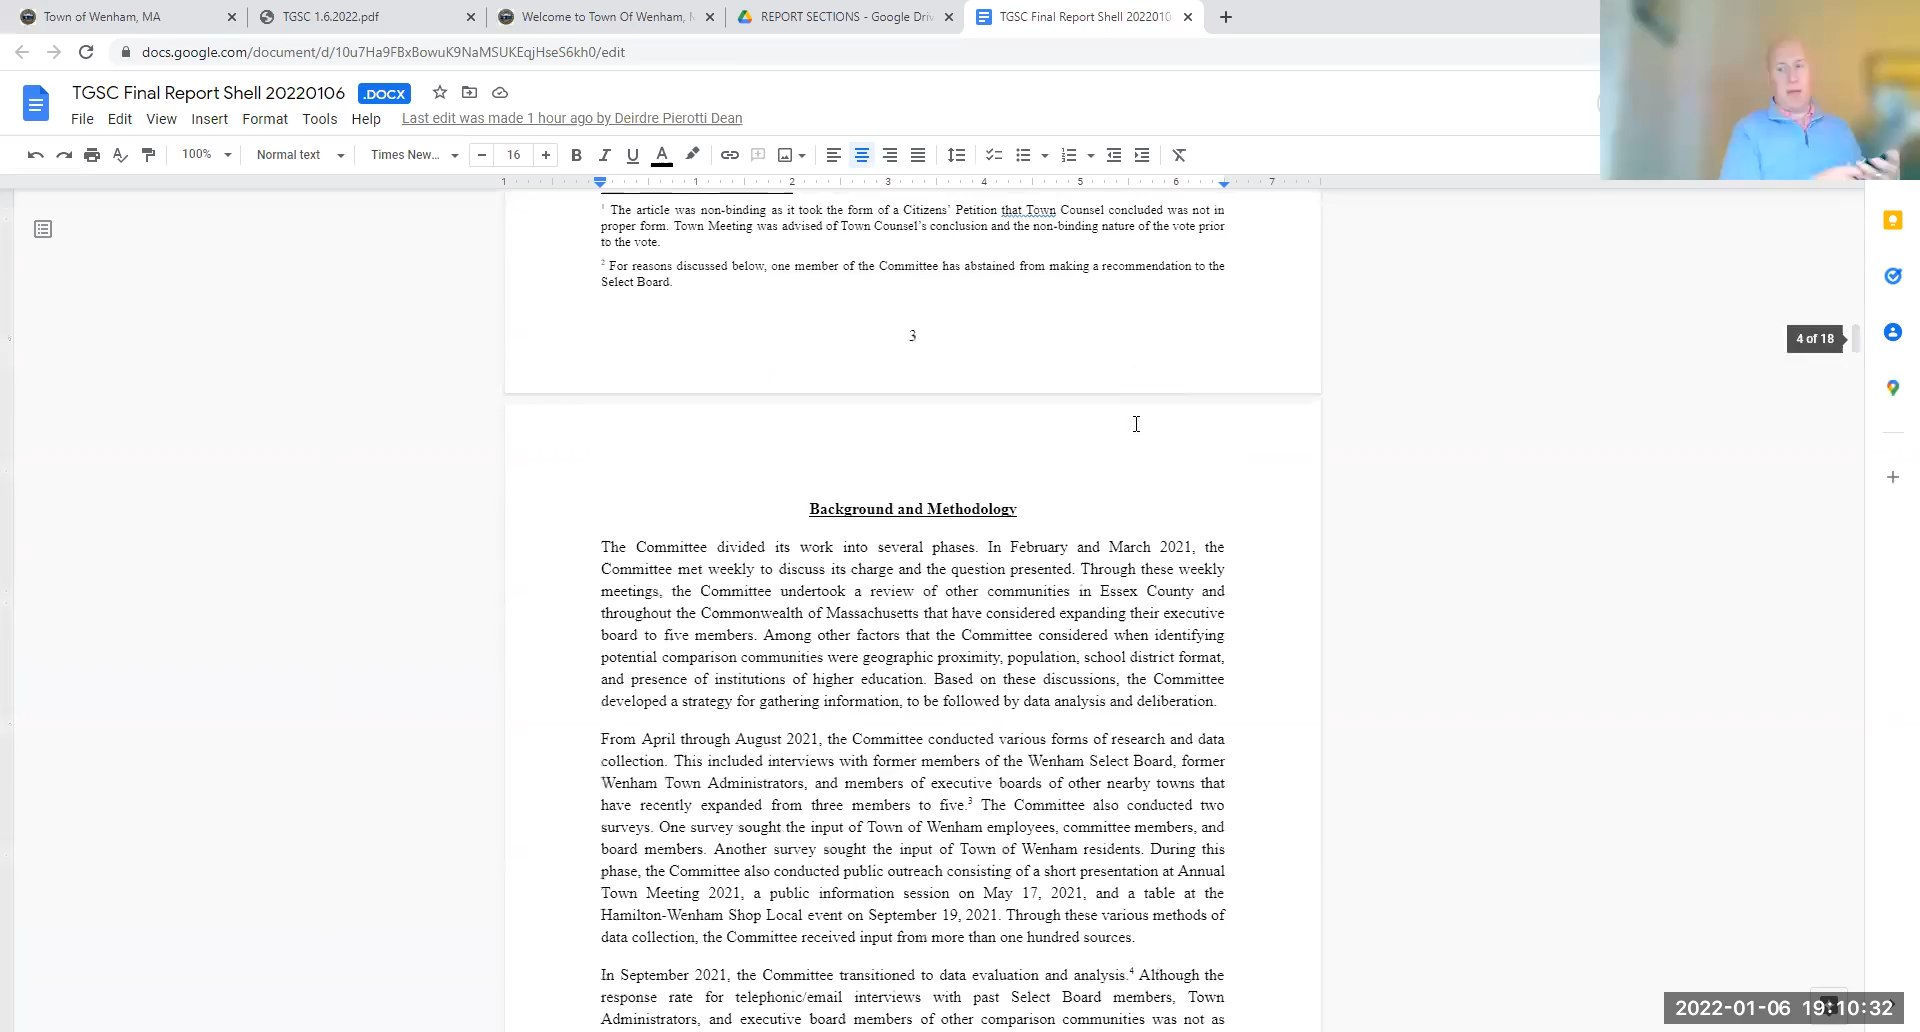 Town of Wenham, MA
TGSC 1.6.2022.pdf
Welcome to Town Of Wenham, M
REPORT SECTIONS - Google Driv
TGSC Final Report Shell 2022010
docs.google.com/document/d/10u7Ha9FBxBowuK9NaMSUKEqjHseS6kh0/edit
TGSC Final Report Shell 20220106 .DOCX
File Edit View Insert Format Tools Help Last edit was made 1 hour ago by Deirdre Pierotti Dean
100% Normal text Times New... 16 B I U A
1 1 2 3 4 5 6 7
1 The article was non-binding as it took the form of a Citizens’ Petition that Town Counsel concluded was not in
proper form. Town Meeting was advised of Town Counsel’s conclusion and the non-binding nature of the vote prior
to the vote.
2 For reasons discussed below, one member of the Committee has abstained from making a recommendation to the
Select Board.
3
4 of 18
Background and Methodology
The Committee divided its work into several phases. In February and March 2021, the
Committee met weekly to discuss its charge and the question presented. Through these weekly
meetings, the Committee undertook a review of other communities in Essex County and
throughout the Commonwealth of Massachusetts that have considered expanding their executive
board to five members. Among other factors that the Committee considered when identifying
potential comparison communities were geographic proximity, population, school district format,
and presence of institutions of higher education. Based on these discussions, the Committee
developed a strategy for gathering information, to be followed by data analysis and deliberation.
From April through August 2021, the Committee conducted various forms of research and data
collection. This included interviews with former members of the Wenham Select Board, former
Wenham Town Administrators, and members of executive boards of other nearby towns that
have recently expanded from three members to five.3 The Committee also conducted two
surveys. One survey sought the input of Town of Wenham employees, committee members, and
board members. Another survey sought the input of Town of Wenham residents. During this
phase, the Committee also conducted public outreach consisting of a short presentation at Annual
Town Meeting 2021, a public information session on May 17, 2021, and a table at the
Hamilton-Wenham Shop Local event on September 19, 2021. Through these various methods of
data collection, the Committee received input from more than one hundred sources.
In September 2021, the Committee transitioned to data evaluation and analysis.4 Although the
response rate for telephonic/email interviews with past Select Board members, Town
Administrators, and executive board members of other comparison communities was not as
2022-01-06 19:10:32